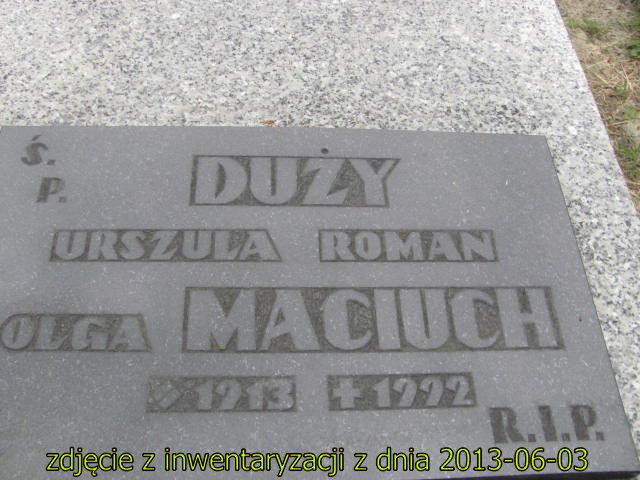 Ś.
P. DUŻY
URSZULA ROMAN
OLGA MACIUCH
1913 + 1992
R.I.P.
zdjęcie z inwentaryzacji z dnia 2013-06-03